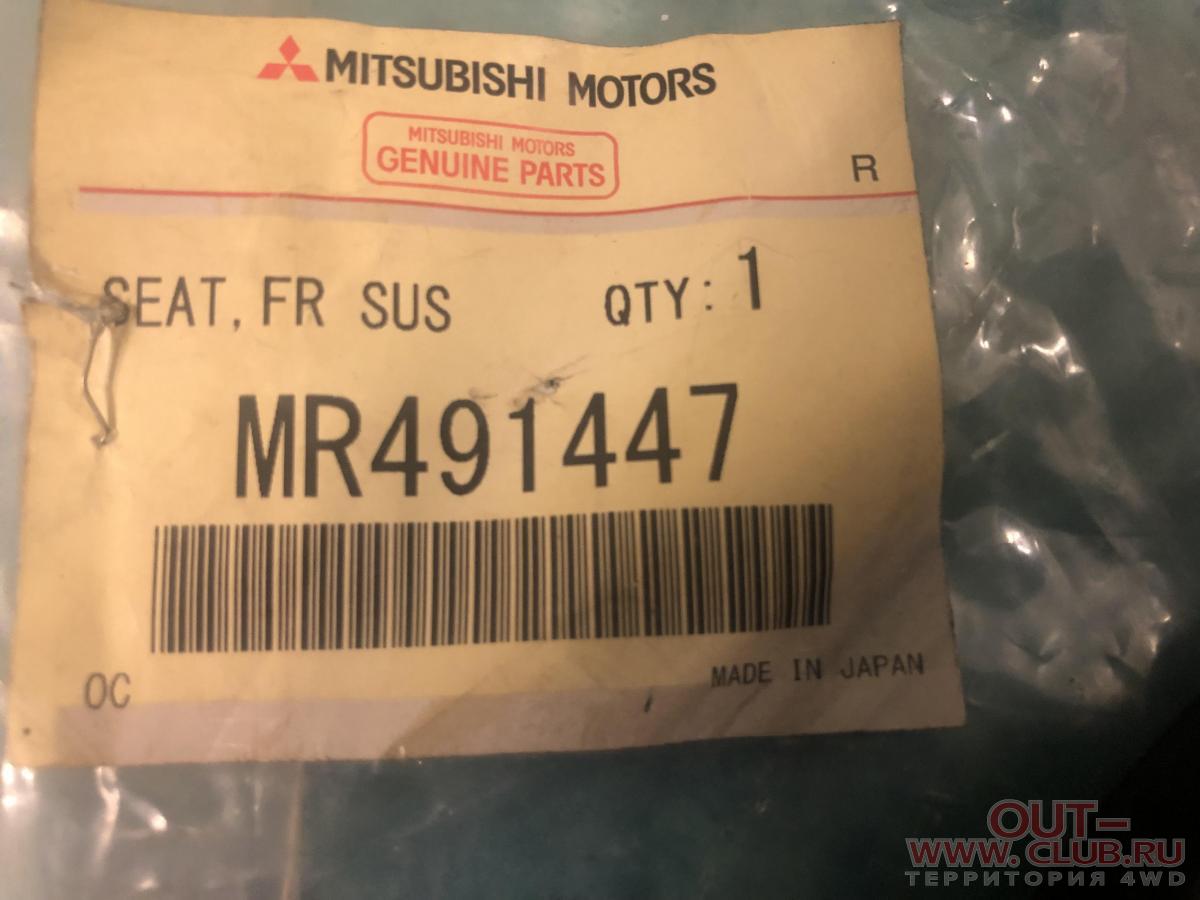 MITSUBISHI MOTORS
MITSUBISHI MOTORS
GENUINE PARTS
R
SEAT, FR SUS QTY: 1
MR491447
OC
MADE IN JAPAN
OUT-
WWW.CLUB.RU
ТЕРРИТОРИЯ 4WD